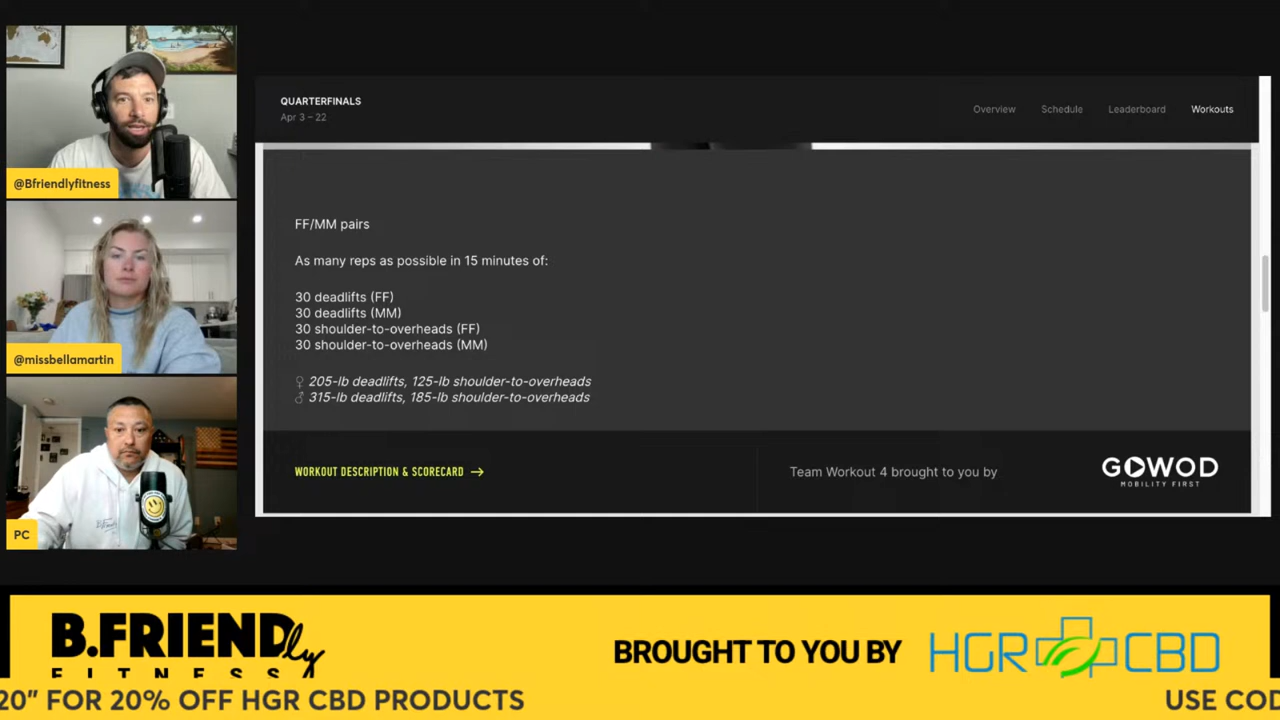 QUARTERFINALS
Apr 3 – 22
Overview
Schedule
Leaderboard
Workouts
@Bfriendlyfitness
FF/MM pairs
As many reps as possible in 15 minutes of:
30 deadlifts (FF)
30 deadlifts (MM)
30 shoulder-to-overheads (FF)
30 shoulder-to-overheads (MM)
♀ 205-lb deadlifts, 125-lb shoulder-to-overheads
♂ 315-lb deadlifts, 185-lb shoulder-to-overheads
@missbellamartin
WORKOUT DESCRIPTION & SCORECARD →
Team Workout 4 brought to you by
GOWOD
MOBILITY FIRST
PC
B.FRIENDly
FITNESS
BROUGHT TO YOU BY
HGR CBD
20" FOR 20% OFF HGR CBD PRODUCTS
USE COD